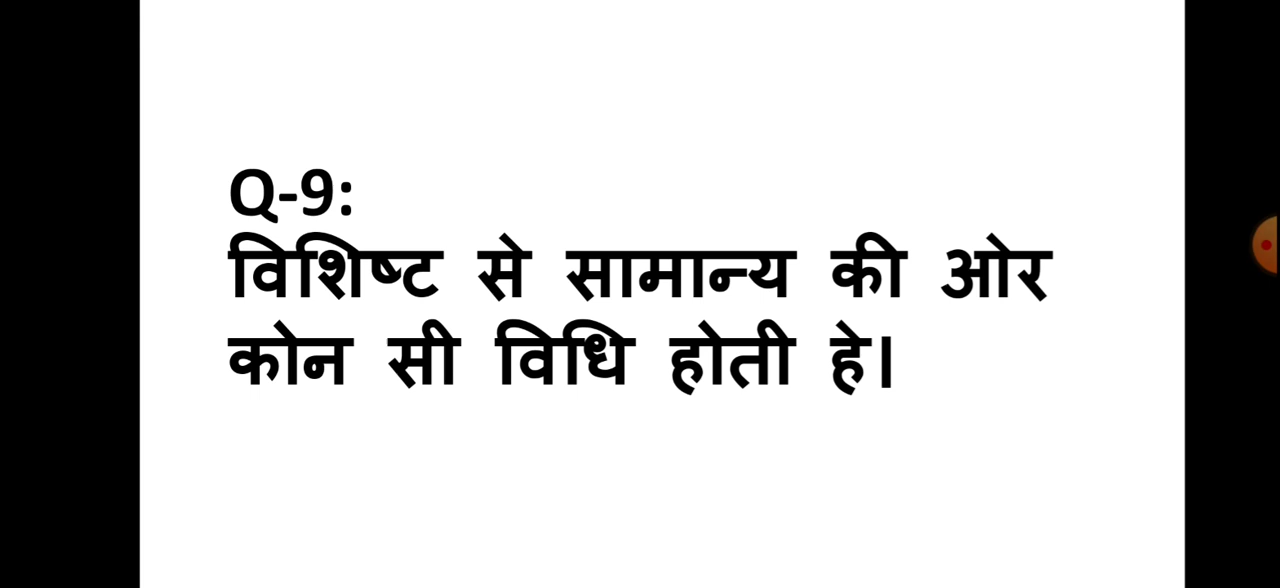 Q-9:
विशिष्ट से सामान्य की ओर
कोन सी विधि होती हे।